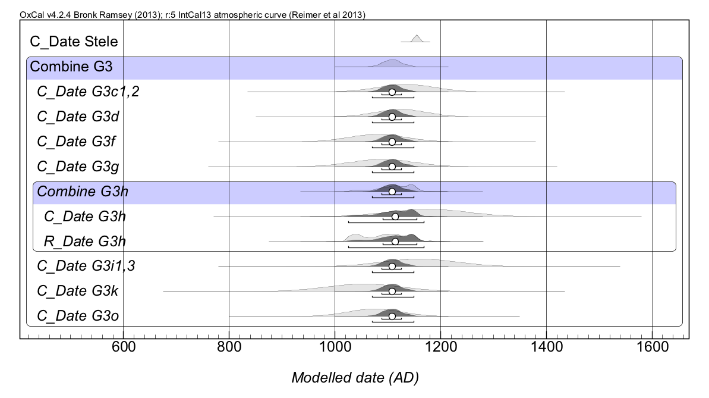 OxCal v4.2.4 Bronk Ramsey (2013); r:5 IntCal13 atmospheric curve (Reimer et al 2013)
C_Date Stele
Combine G3
C_Date G3c1,2
C_Date G3d
C_Date G3f
C_Date G3g
Combine G3h
C_Date G3h
R_Date G3h
C_Date G3i1,3
C_Date G3k
C_Date G3o
600 800 1000 1200 1400 1600
Modelled date (AD)